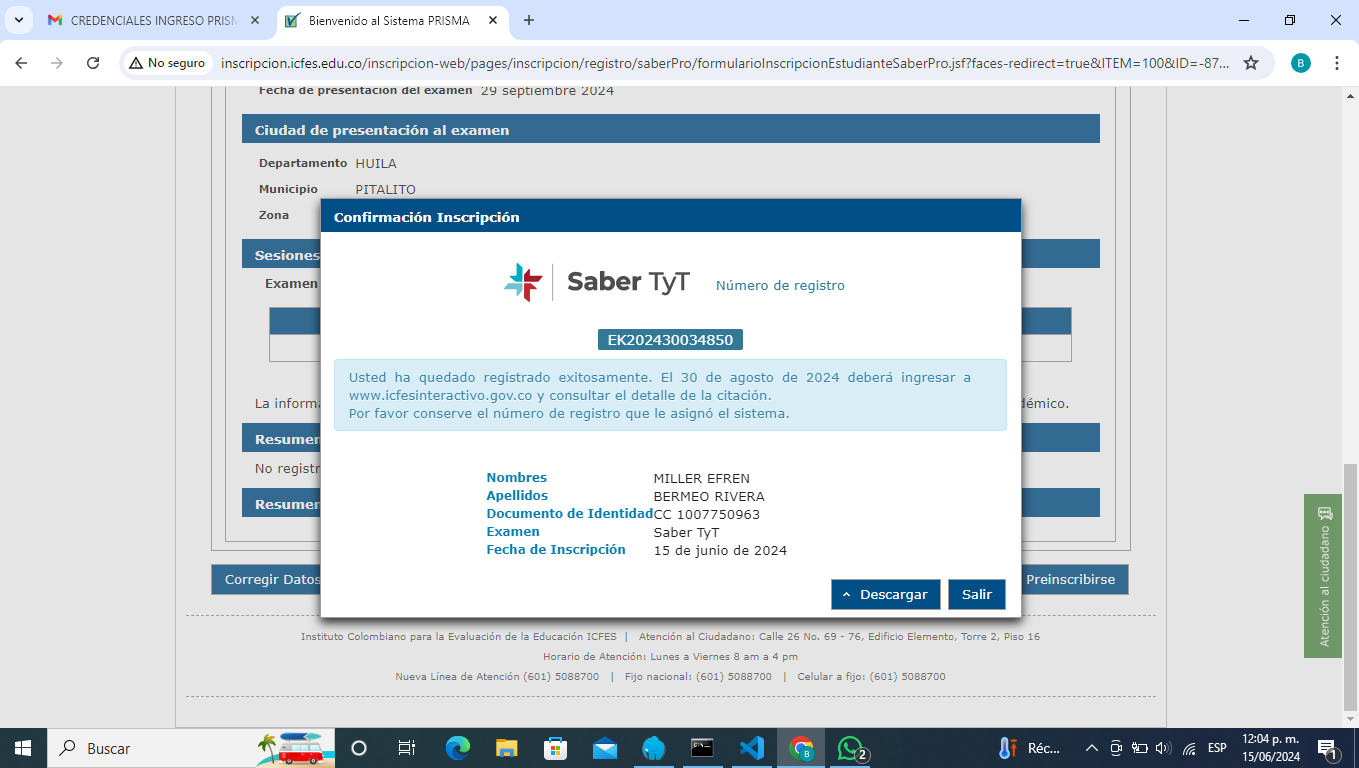 CREDENCIALES INGRESO PRISM
Bienvenido al Sistema PRISMA
No seguro
inscripcion.icfes.edu.co/inscripcion-web/pages/inscripcion/registro/saberPro/formularioInscripcionEstudianteSaberPro.jsf?faces-redirect=true&ITEM=100&ID=-87...
B
Fecha de presentación del examen 29 septiembre 2024
Ciudad de presentación al examen
Departamento HUILA
Municipio PITALITO
Zona
Confirmación Inscripción
Sesiones
Examen
Saber TyT Número de registro
EK202430034850
Usted ha quedado registrado exitosamente. El 30 de agosto de 2024 deberá ingresar a
www.icfesinteractivo.gov.co y consultar el detalle de la citación.
Por favor conserve el número de registro que le asignó el sistema.
La informa démico.
Resumen
No registr
Resumen
Nombres MILLER EFREN
Apellidos BERMEO RIVERA
Documento de Identidad CC 1007750963
Examen Saber TyT
Fecha de Inscripción 15 de junio de 2024
Corregir Datos
Descargar
Salir
Preinscribirse
Atención al ciudadano
Instituto Colombiano para la Evaluación de la Educación ICFES | Atención al Ciudadano: Calle 26 No. 69 - 76, Edificio Elemento, Torre 2, Piso 16
Horario de Atención: Lunes a Viernes 8 am a 4 pm
Nueva Línea de Atención (601) 5088700 | Fijo nacional: (601) 5088700 | Celular a fijo: (601) 5088700
Buscar
B
2
Réc...
ESP
12:04 p. m.
15/06/2024
1